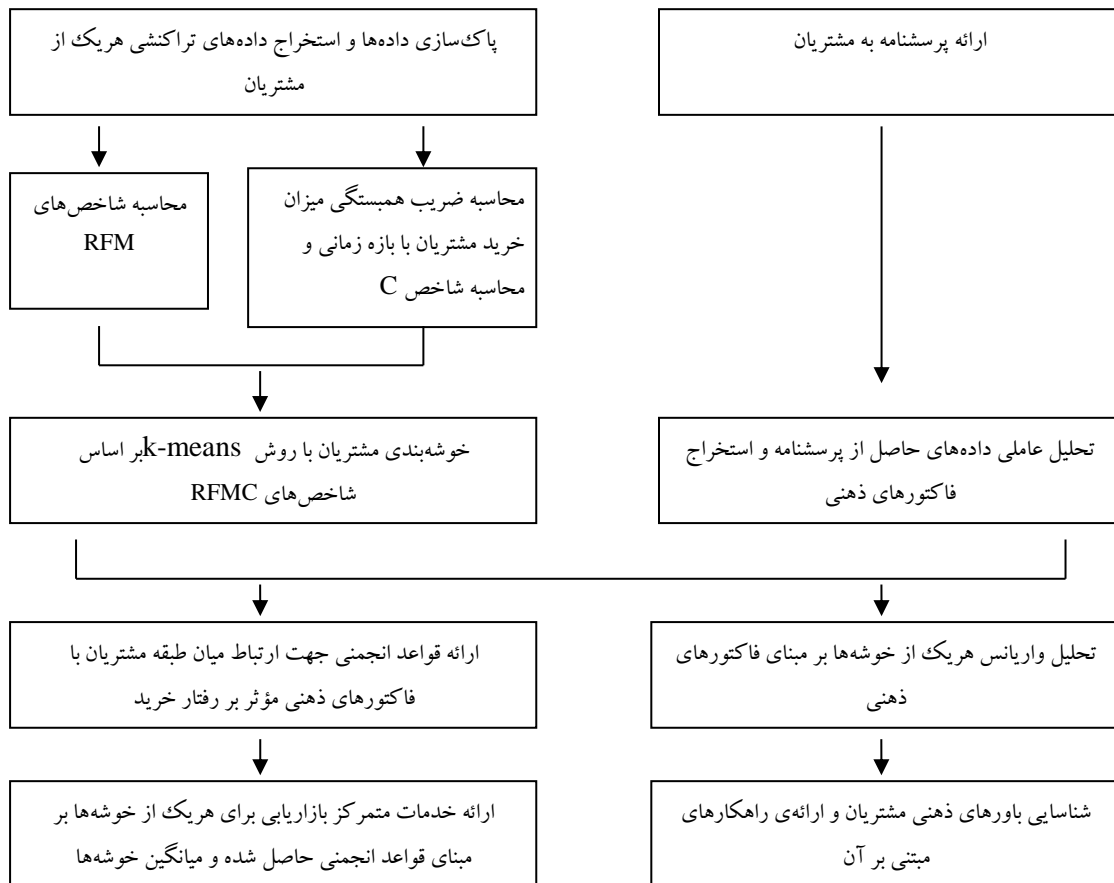 ارائه پرسشنامه به مشتریان
پاک‌سازی داده‌ها و استخراج داده‌های تراکنشی هریک از
مشتریان
محاسبه ضریب همبستگی میزان
خرید مشتریان با بازه زمانی و
محاسبه شاخص C
محاسبه شاخص‌های
RFM
تحلیل عاملی داده‌های حاصل از پرسشنامه و استخراج
فاکتورهای ذهنی
خوشه‌بندی مشتریان با روش k-means بر اساس
شاخص‌های RFMC
تحلیل واریانس هریک از خوشه‌ها بر مبنای فاکتورهای
ذهنی
ارائه قواعد انجمنی جهت ارتباط میان طبقه مشتریان با
فاکتورهای ذهنی مؤثر بر رفتار خرید
شناسایی باورهای ذهنی مشتریان و ارائه‌ی راهکارهای
مبتنی بر آن
ارائه خدمات متمرکز بازاریابی برای هریک از خوشه‌ها بر
مبنای قواعد انجمنی حاصل شده و میانگین خوشه‌ها